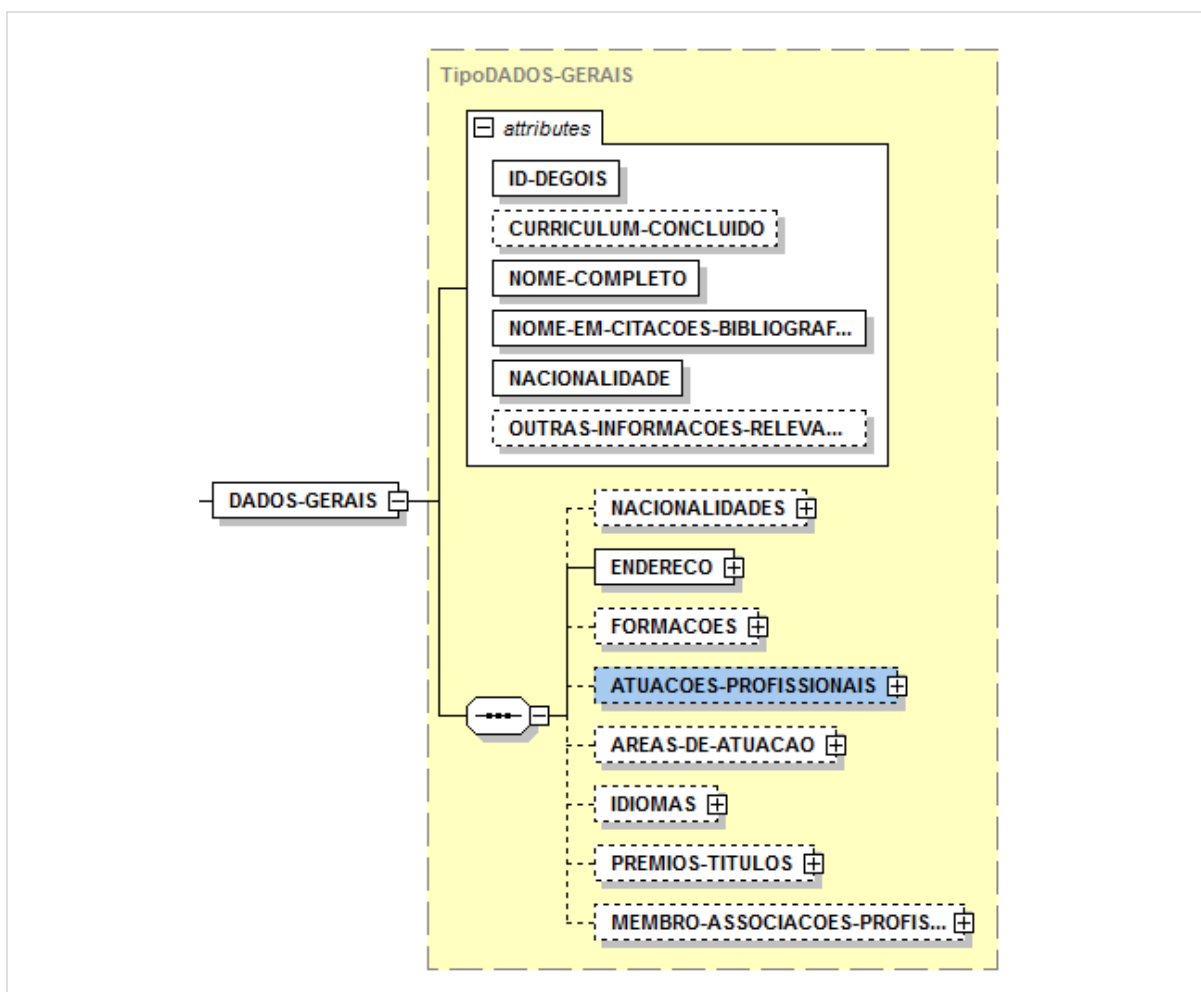 TipoDADOS-GERAIS
attributes
ID-DEGOIS
CURRICULUM-CONCLUIDO
NOME-COMPLETO
NOME-EM-CITACOES-BIBLIOGRAF...
NACIONALIDADE
OUTRAS-INFORMACOES-RELEVA...
DADOS-GERAIS
NACIONALIDADES
ENDERECO
FORMACOES
ATUACOES-PROFISSIONAIS
AREAS-DE-ATUACAO
IDIOMAS
PREMIOS-TITULOS
MEMBRO-ASSOCIACOES-PROFIS...